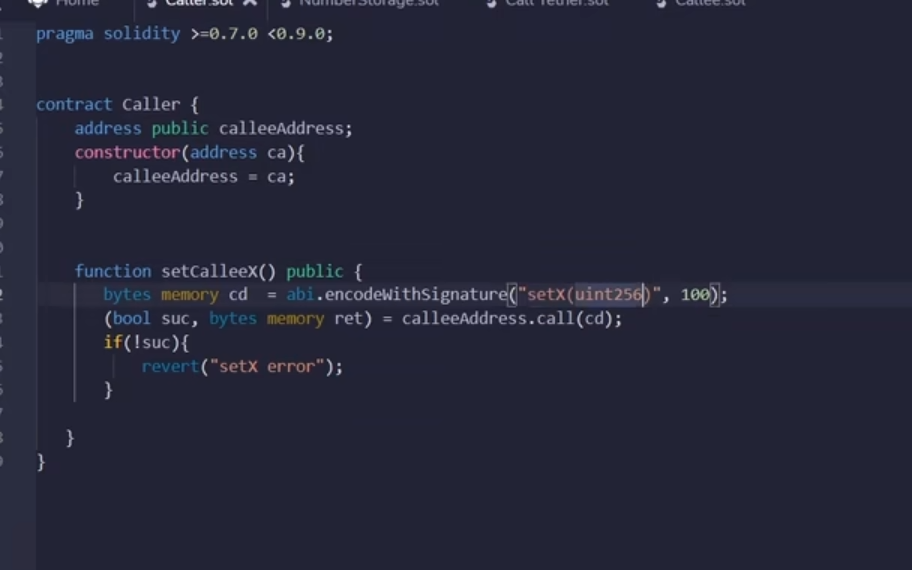 Home Caller.sol NumberStorage.sol Call Tether.sol Callee.sol
pragma solidity >=0.7.0 <0.9.0;
contract Caller {
address public calleeAddress;
constructor(address ca){
calleeAddress = ca;
}
function setCalleeX() public {
bytes memory cd = abi.encodeWithSignature("setX(uint256)", 100);
(bool suc, bytes memory ret) = calleeAddress.call(cd);
if(!suc){
revert("setX error");
}
}
}